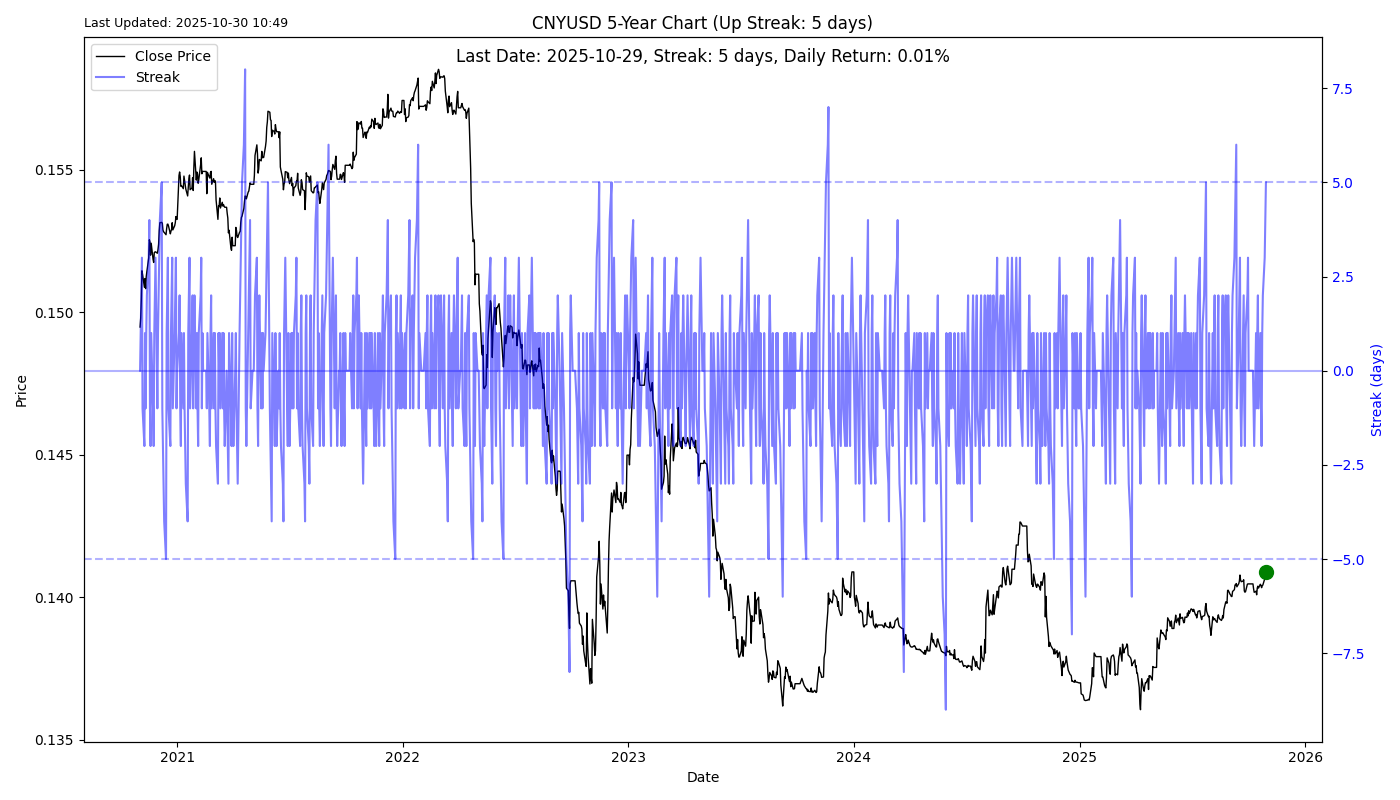 Last Updated: 2025-10-30 10:49
CNYUSD 5-Year Chart (Up Streak: 5 days)
Last Date: 2025-10-29, Streak: 5 days, Daily Return: 0.01%
Close Price
Streak
Price
0.155
0.150
0.145
0.140
0.135
7.5
5.0
2.5
0.0
−2.5
−5.0
−7.5
Streak (days)
2021 2022 2023 2024 2025 2026
Date